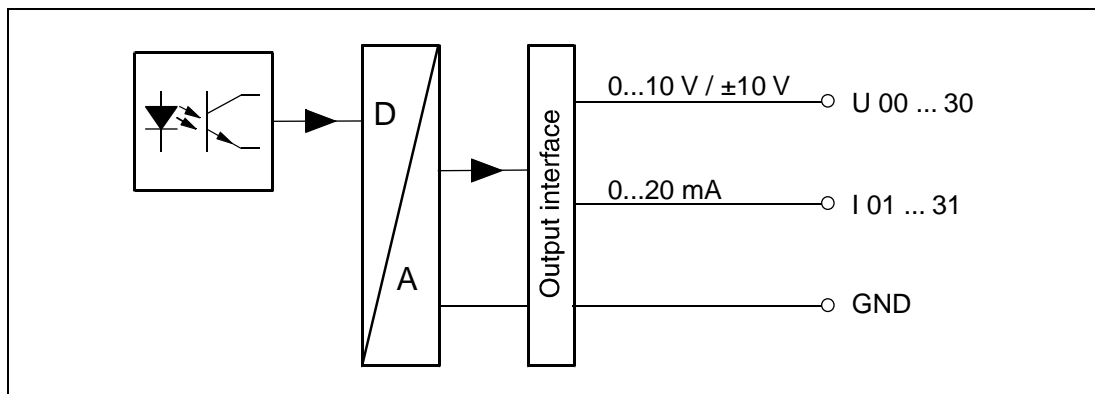 D
A
Output interface
0...10 V / ±10 V
U 00 ... 30
0...20 mA
I 01 ... 31
GND